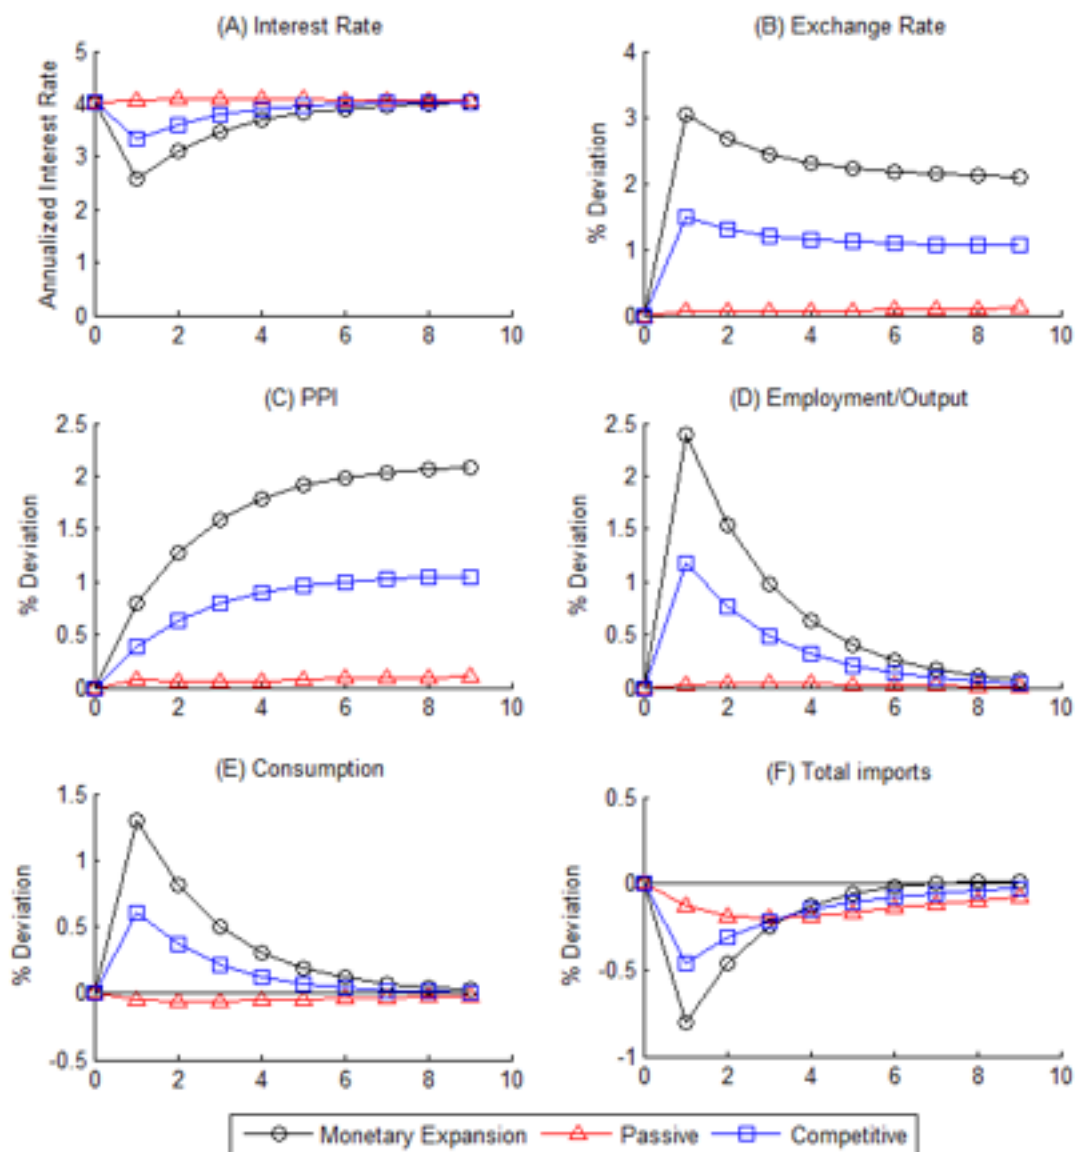 (A) Interest Rate
Annualized Interest Rate
5
4
3
2
1
0
0 2 4 6 8 10
(B) Exchange Rate
% Deviation
4
3
2
1
0
0 2 4 6 8 10
(C) PPI
% Deviation
2.5
2
1.5
1
0.5
0
0 2 4 6 8 10
(D) Employment/Output
% Deviation
2.5
2
1.5
1
0.5
0
0 2 4 6 8 10
(E) Consumption
% Deviation
1.5
1
0.5
0
-0.5
0 2 4 6 8 10
(F) Total imports
% Deviation
0.5
0
-0.5
-1
0 2 4 6 8 10
Monetary Expansion Passive Competitive